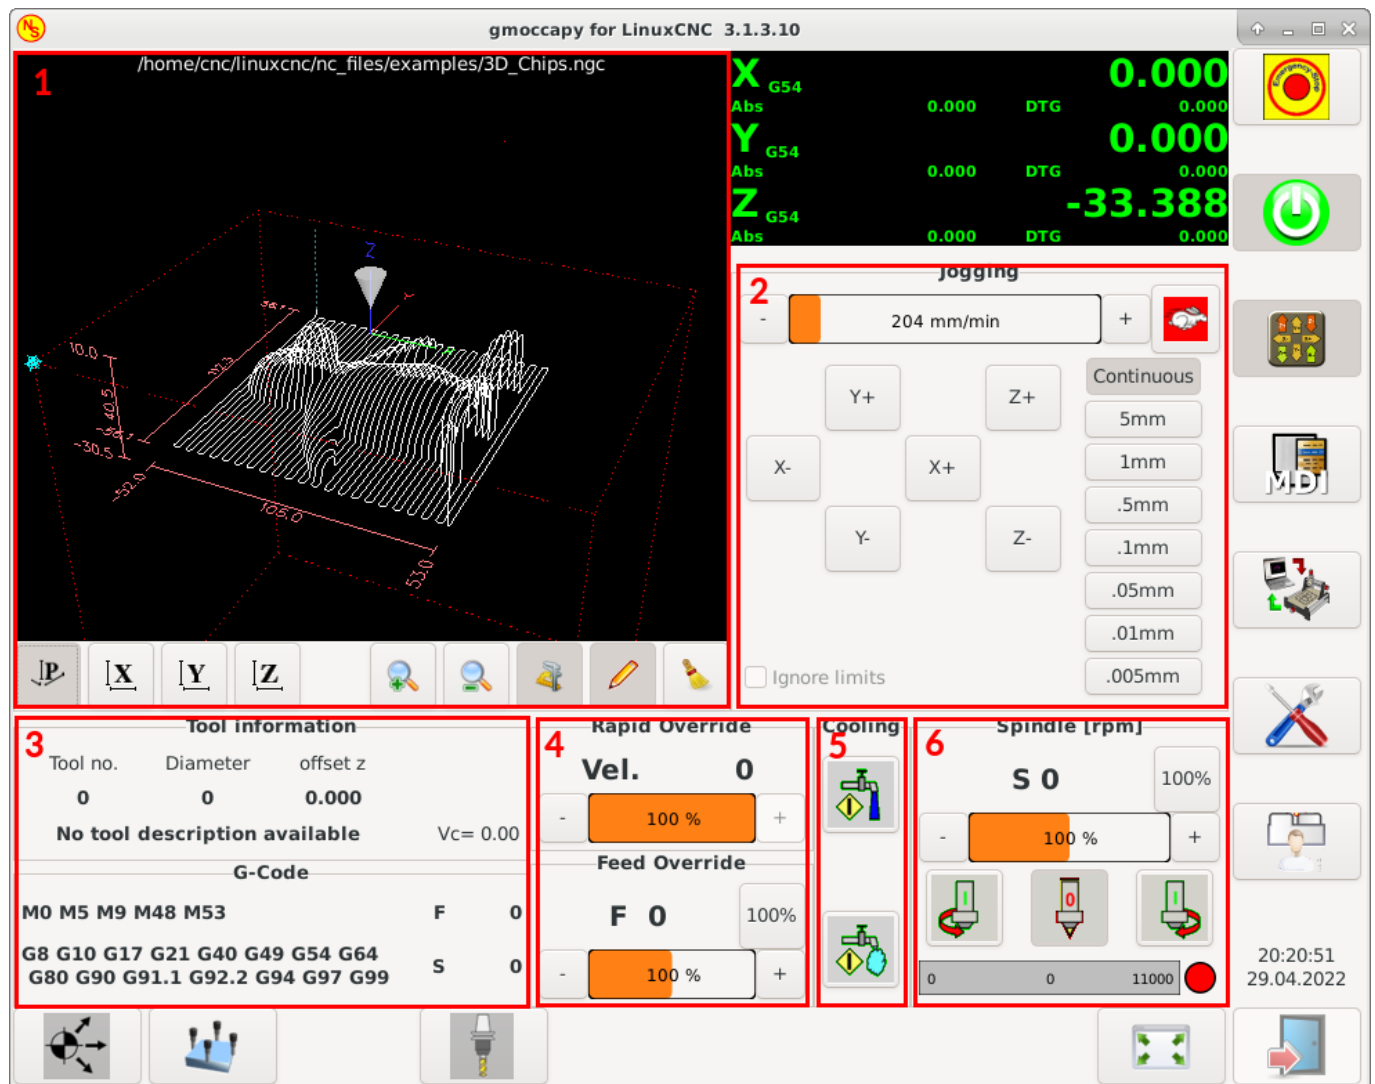 gmoccapy for LinuxCNC 3.1.3.10
/home/cnc/linuxcnc/nc_files/examples/3D_Chips.ngc
1
X G54 0.000
Abs 0.000 DTG 0.000
Y G54 0.000
Abs 0.000 DTG 0.000
Z G54 -33.388
Abs 0.000 DTG 0.000
Emergency-Stop
Z
10.0
40.5
-30.5
105.0
53.0
-52.0
P X Y Z
Jogging
2
- 204 mm/min +
Continuous
Y+ Z+
5mm
1mm
X- X+
.5mm
Y- Z-
.1mm
.05mm
.01mm
Ignore limits
.005mm
MDI
Tool information
3
Tool no. Diameter offset z
0 0 0.000
No tool description available Vc= 0.00
G-Code
M0 M5 M9 M48 M53 F 0
G8 G10 G17 G21 G40 G49 G54 G64
G80 G90 G91.1 G92.2 G94 G97 G99
S 0
Rapid Override
4
Vel. 0
- 100 % +
Feed Override
F 0 100%
- 100 % +
Cooling
5
Spindle [rpm]
6
S 0 100%
- 100 % +
I 0 I
0 0 11000
20:20:51
29.04.2022